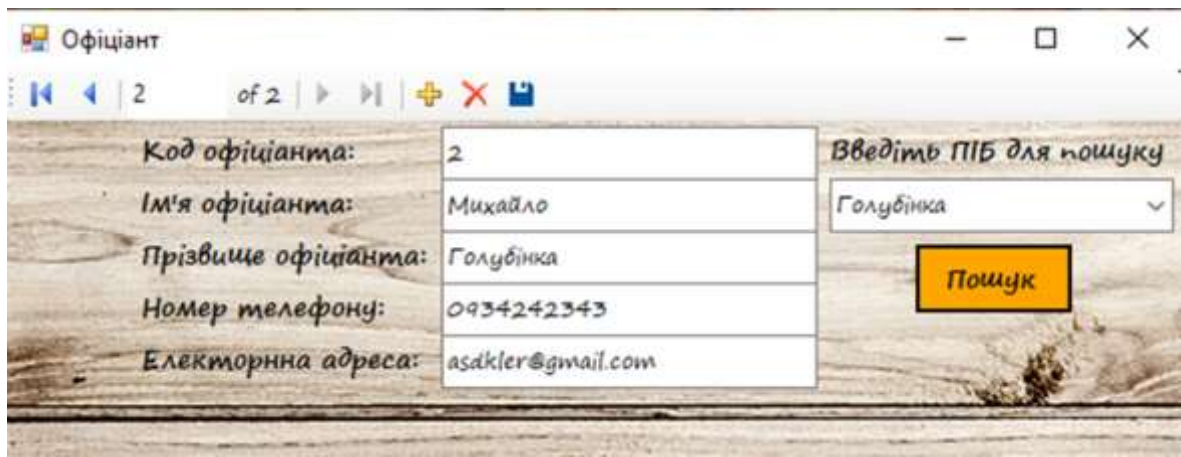 Офіціант
2 of 2
Код офіціанта: 2
Введіть ПІБ для пошуку
Ім'я офіціанта: Михайло
Голубінка
Прізвище офіціанта: Голубінка
Пошук
Номер телефону: 0934242343
Електорнна адреса: asdkler@gmail.com